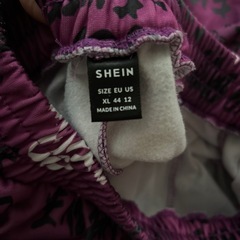 SHEIN
SIZE EU US
XL 44 12
MADE IN CHINA